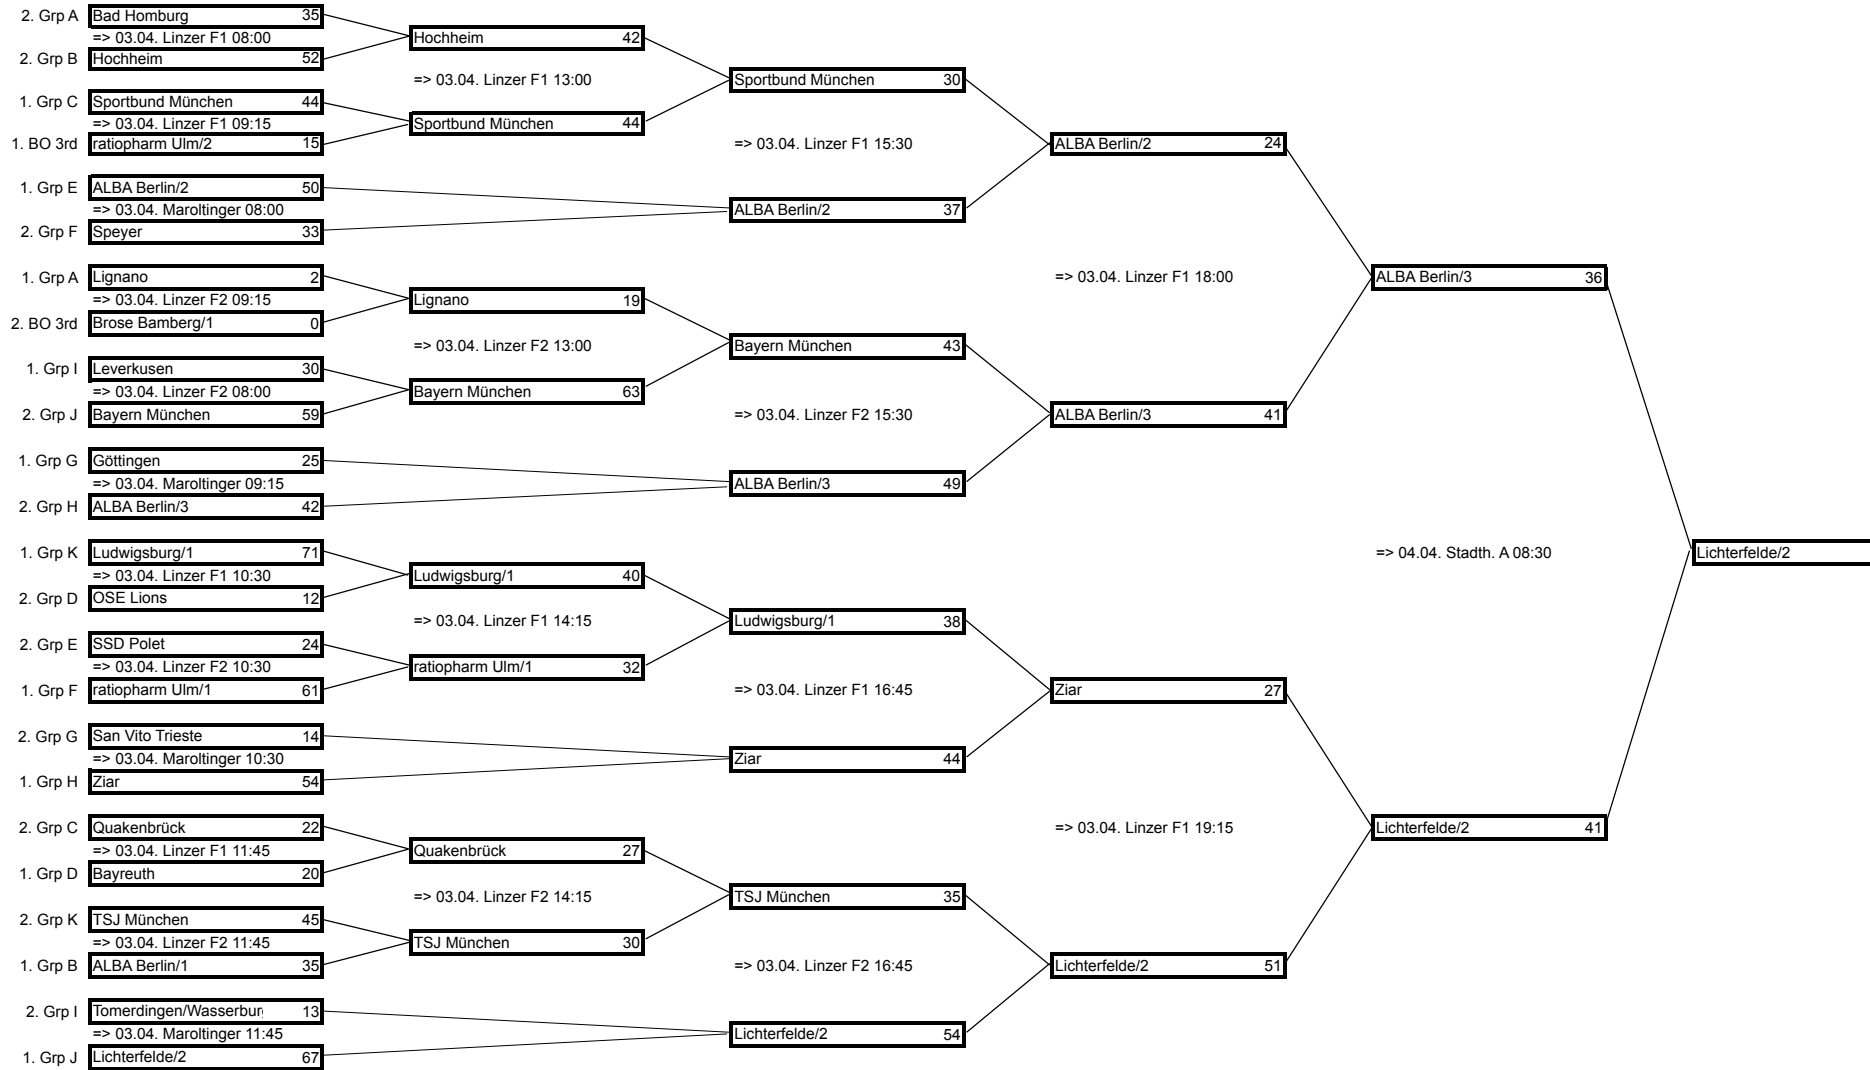 2. Grp A Bad Homburg 35
=> 03.04. Linzer F1 08:00
Hochheim 42
2. Grp B Hochheim 52
=> 03.04. Linzer F1 13:00
Sportbund München 30
1. Grp C Sportbund München 44
=> 03.04. Linzer F1 09:15
Sportbund München 44
1. BO 3rd ratiopharm Ulm/2 15
=> 03.04. Linzer F1 15:30
ALBA Berlin/2 24
1. Grp E ALBA Berlin/2 50
=> 03.04. Maroltinger 08:00
ALBA Berlin/2 37
2. Grp F Speyer 33
1. Grp A Lignano 2
=> 03.04. Linzer F1 18:00
ALBA Berlin/3 36
=> 03.04. Linzer F2 09:15
Lignano 19
2. BO 3rd Brose Bamberg/1 0
=> 03.04. Linzer F2 13:00
Bayern München 43
1. Grp I Leverkusen 30
=> 03.04. Linzer F2 08:00
Bayern München 63
2. Grp J Bayern München 59
=> 03.04. Linzer F2 15:30
ALBA Berlin/3 41
1. Grp G Göttingen 25
=> 03.04. Maroltinger 09:15
ALBA Berlin/3 49
2. Grp H ALBA Berlin/3 42
1. Grp K Ludwigsburg/1 71
=> 04.04. Stadth. A 08:30
Lichterfelde/2
=> 03.04. Linzer F1 10:30
Ludwigsburg/1 40
2. Grp D OSE Lions 12
=> 03.04. Linzer F1 14:15
Ludwigsburg/1 38
2. Grp E SSD Polet 24
=> 03.04. Linzer F2 10:30
ratiopharm Ulm/1 32
1. Grp F ratiopharm Ulm/1 61
=> 03.04. Linzer F1 16:45
Ziar 27
2. Grp G San Vito Trieste 14
=> 03.04. Maroltinger 10:30
Ziar 44
1. Grp H Ziar 54
2. Grp C Quakenbrück 22
=> 03.04. Linzer F1 19:15
Lichterfelde/2 41
=> 03.04. Linzer F1 11:45
Quakenbrück 27
1. Grp D Bayreuth 20
=> 03.04. Linzer F2 14:15
TSJ München 35
2. Grp K TSJ München 45
=> 03.04. Linzer F2 11:45
TSJ München 30
1. Grp B ALBA Berlin/1 35
=> 03.04. Linzer F2 16:45
Lichterfelde/2 51
2. Grp I Tomerdingen/Wasserbur 13
=> 03.04. Maroltinger 11:45
Lichterfelde/2 54
1. Grp J Lichterfelde/2 67